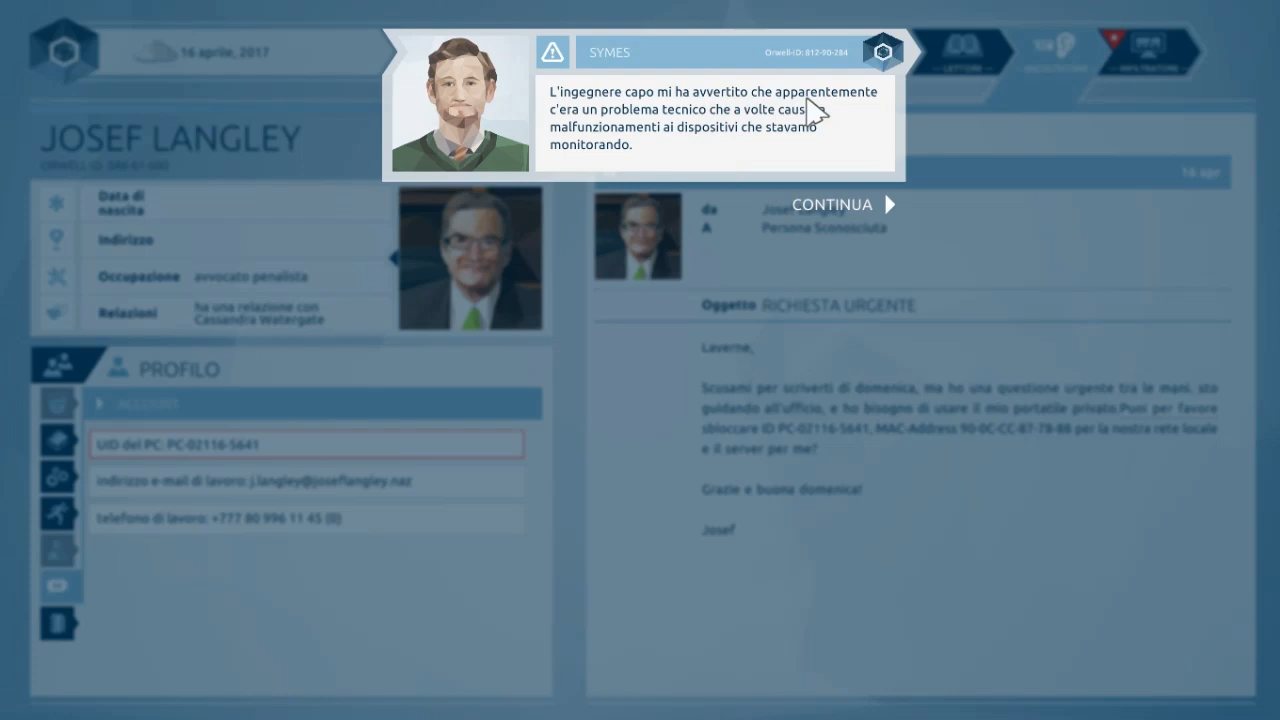 16 aprile, 2017
SYMES
Orwell-ID: 812-90-284
L'ingegnere capo mi ha avvertito che apparentemente
c'era un problema tecnico che a volte
malfunzionamenti ai dispositivi che stavamo
monitorando.
CONTINUA
LETTURA
JOSEF LANGLEY
Data di
nascita
Indirizzo
Occupazione avvocato penalista
Relazioni ha una relazione con
Cassandra Watergate
PROFILO
ACCOUNT
UID del PC: PC-02116-5641
indirizzo e-mail di lavoro: j.langley@joseflangley.naz
telefono di lavoro: +777 80 996 11 45 (0)
16 apr
da Josef Langley
A Persona Sconosciuta
Oggetto RICHIESTA URGENTE
Laverne,
Scusami per scriverti di domenica, ma ho una questione urgente tra le mani. sto
guidando all'ufficio, e ho bisogno di usare il mio portatile privato.Puoi per favore
sbloccare ID PC-02116-5641, MAC-Address 90-0C-CC-87-78-88 per la nostra rete locale
e il server per me?
Grazie e buona domenica!
Josef